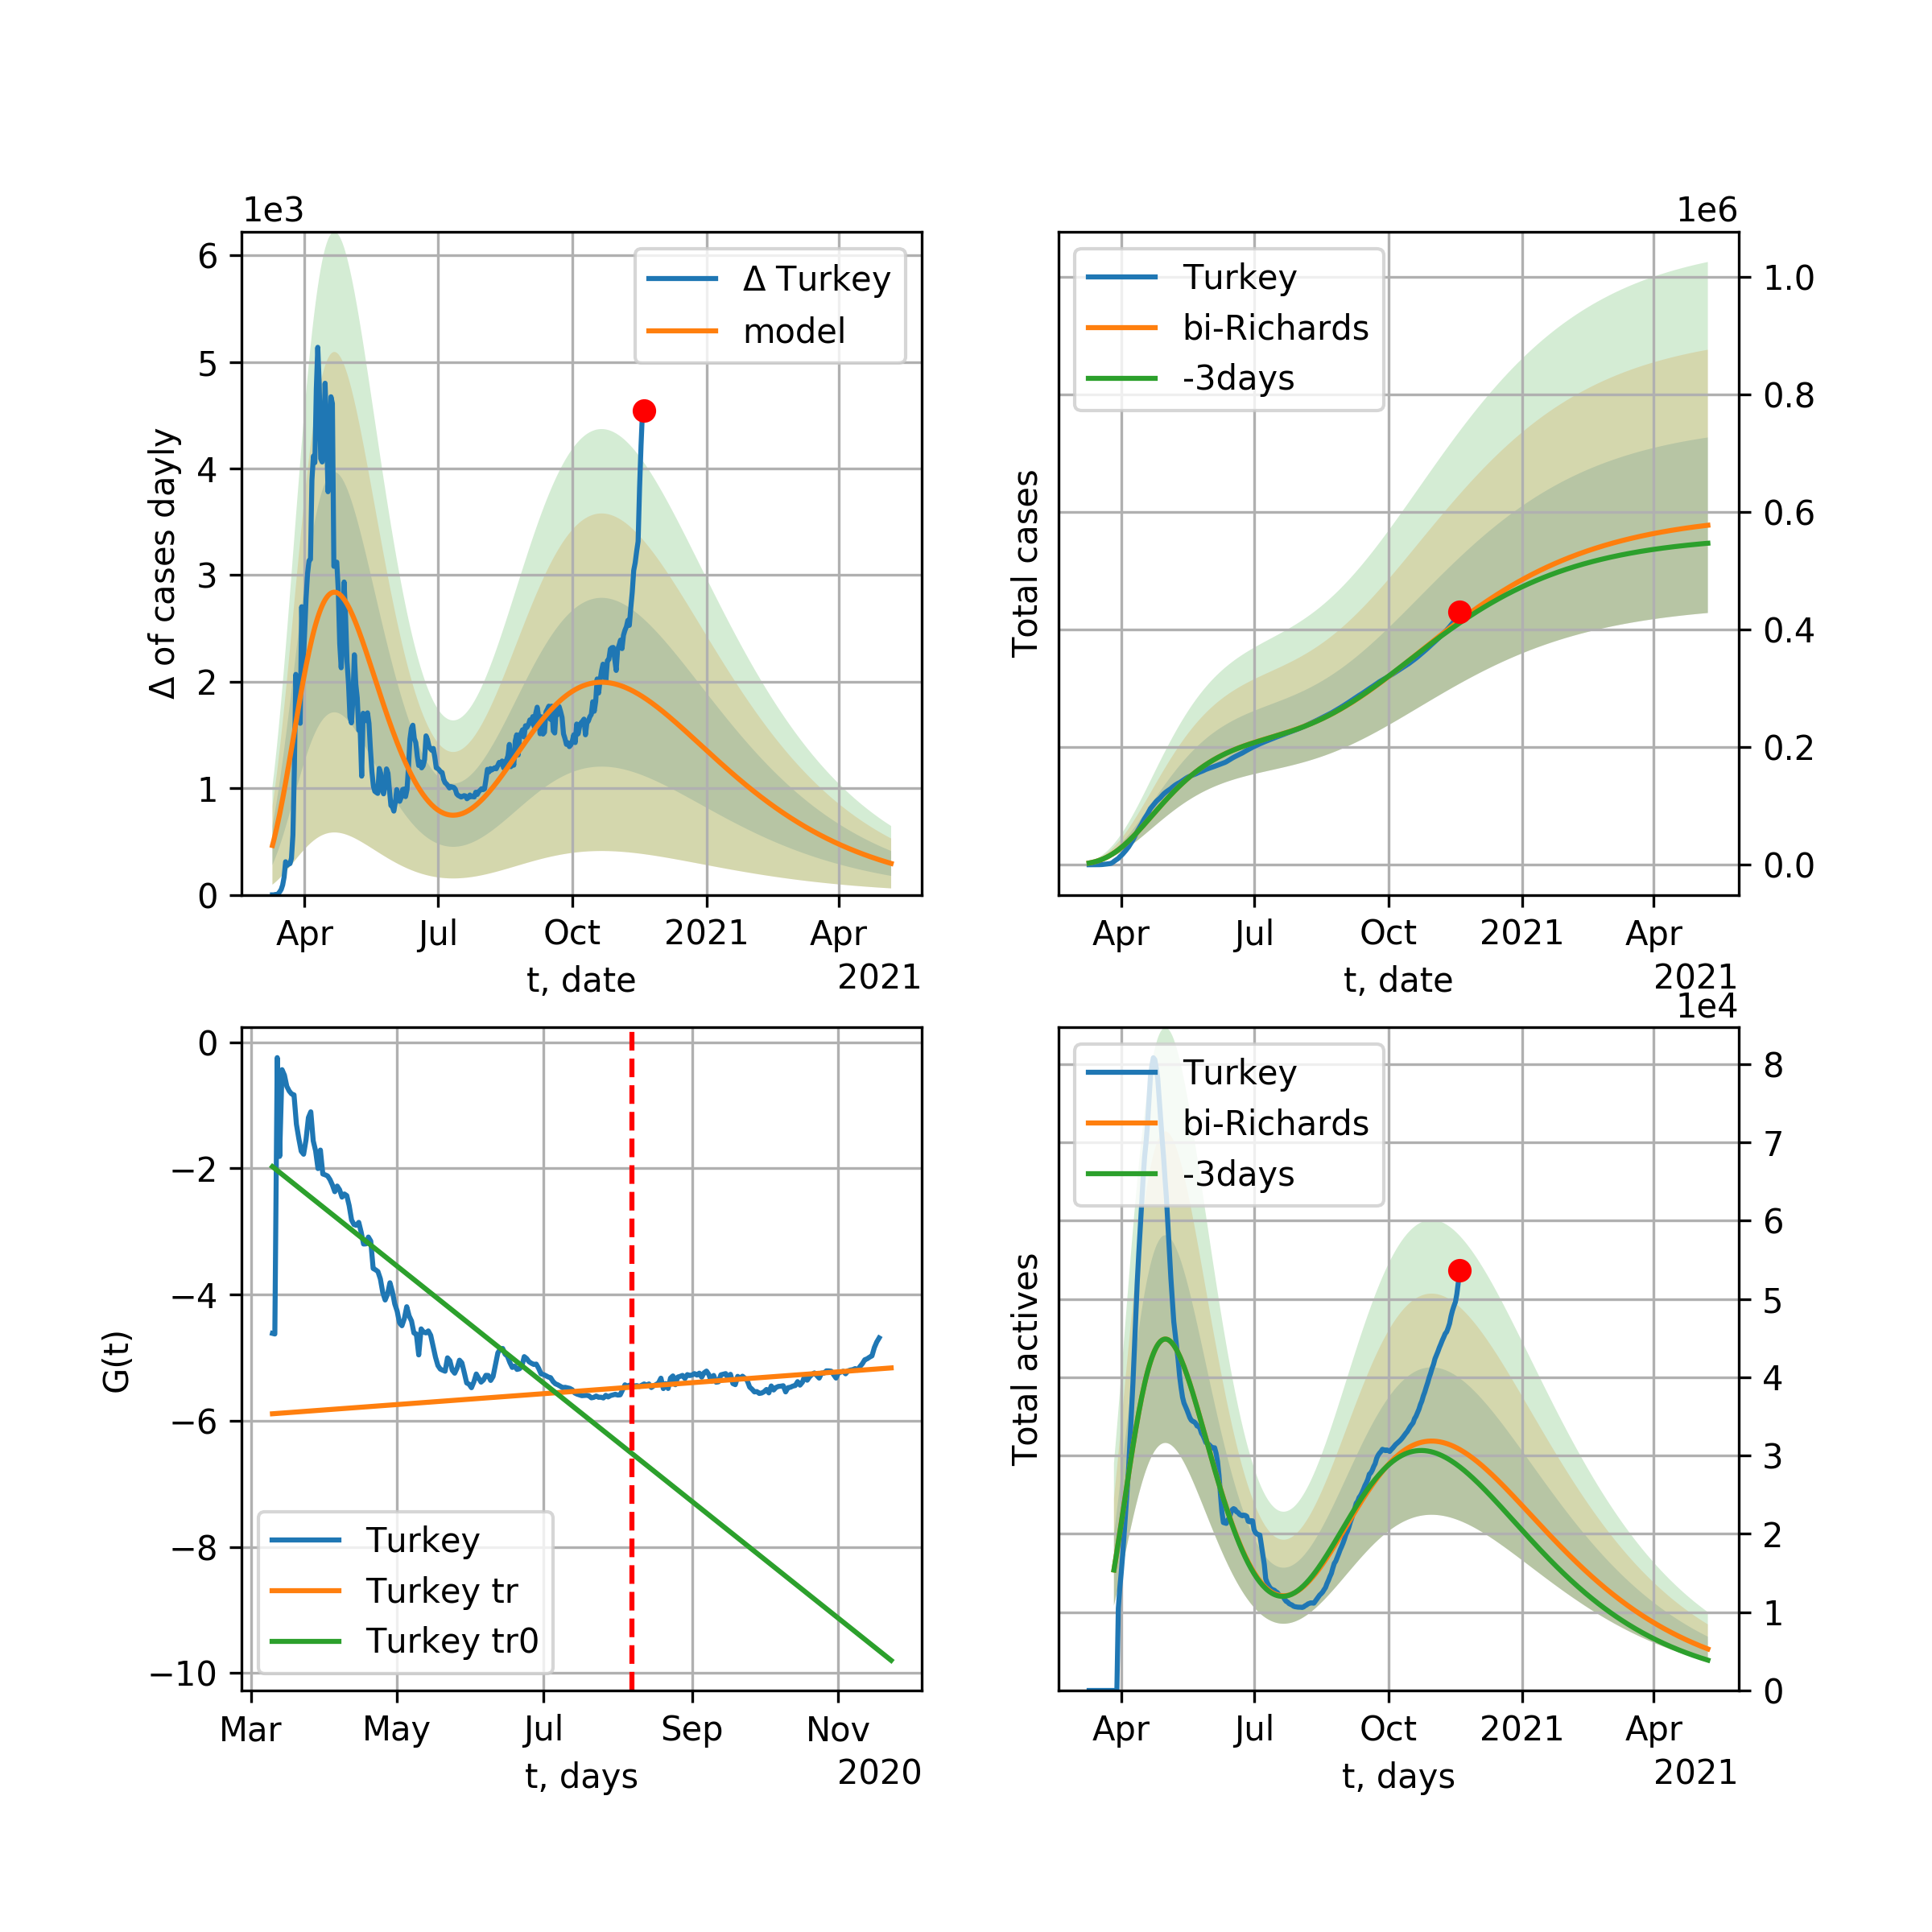 1e3
Δ of cases dayly
6
5
4
3
2
1
0
Δ Turkey
model
Apr Jul Oct 2021 Apr
t, date
2021
1e6
Total cases
Turkey
bi-Richards
-3days
1.0
0.8
0.6
0.4
0.2
0.0
Apr Jul Oct 2021 Apr
t, date
2021
G(t)
0
−2
−4
−6
−8
−10
Turkey
Turkey tr
Turkey tr0
Mar May Jul Sep Nov
t, days
2020
1e4
Total actives
Turkey
bi-Richards
-3days
8
7
6
5
4
3
2
1
0
Apr Jul Oct 2021 Apr
t, days
2021